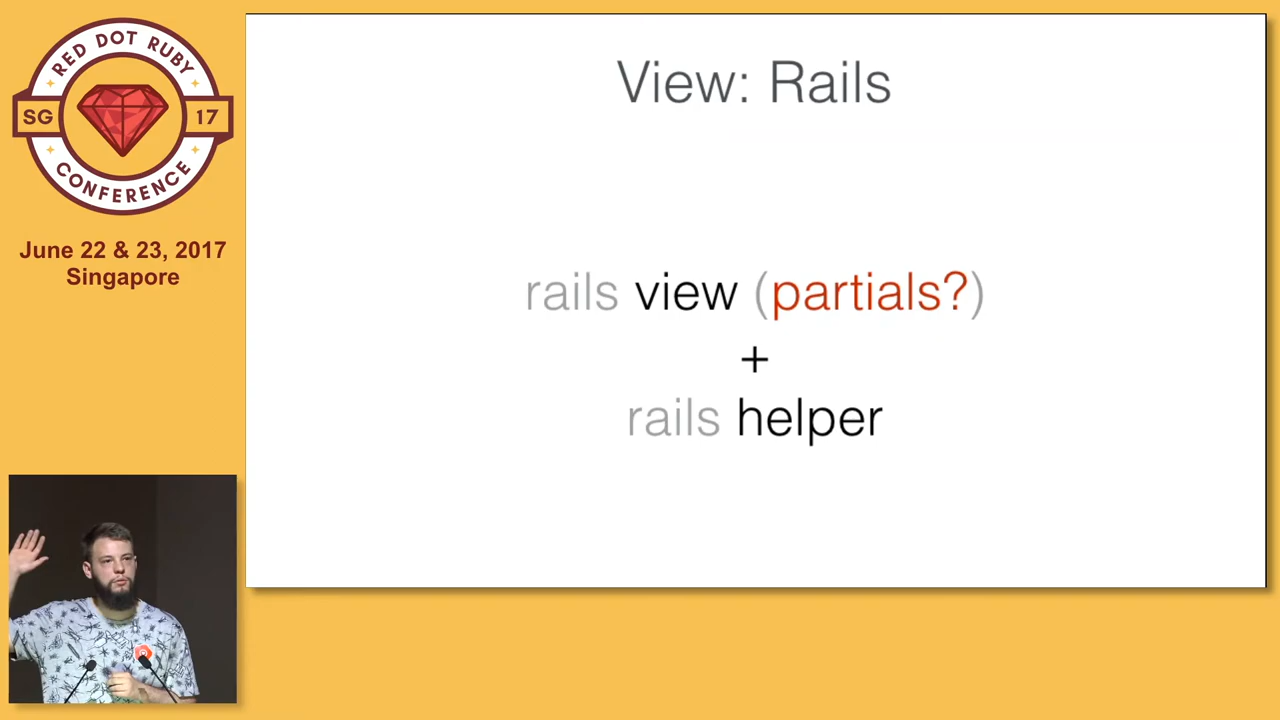 RED DOT RUBY
SG
17
CONFERENCE
June 22 & 23, 2017
Singapore
View: Rails
rails view (partials?)
+
rails helper